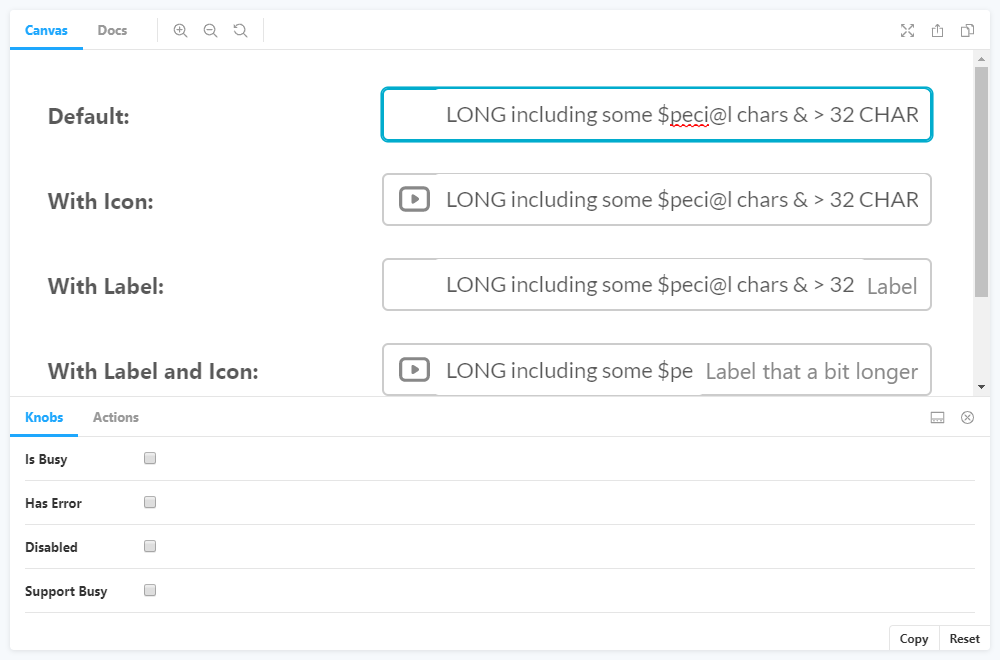 Canvas Docs
Default: LONG including some $peci@l chars & > 32 CHAR
With Icon: LONG including some $peci@l chars & > 32 CHAR
With Label: LONG including some $peci@l chars & > 32 Label
With Label and Icon: LONG including some $pe Label that a bit longer
Knobs Actions
Is Busy
Has Error
Disabled
Support Busy
Copy Reset